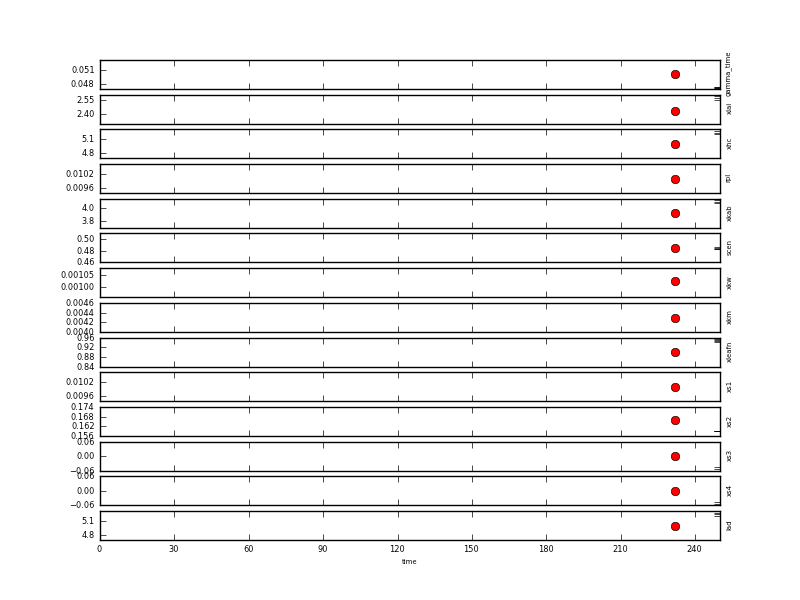 0.051
0.048
gamma_time
2.55
2.40
xlai
5.1
4.8
xhc
0.0102
0.0096
rpi
4.0
3.8
xkab
0.50
0.48
0.46
scen
0.00105
0.00100
xkw
0.0046
0.0044
0.0042
0.0040
xkm
0.96
0.92
0.88
0.84
xleafn
0.0102
0.0096
xs1
0.174
0.168
0.162
0.156
xs2
0.06
0.00
−0.06
xs3
0.06
0.00
−0.06
xs4
5.1
4.8
lad
0 30 60 90 120 150 180 210 240
time